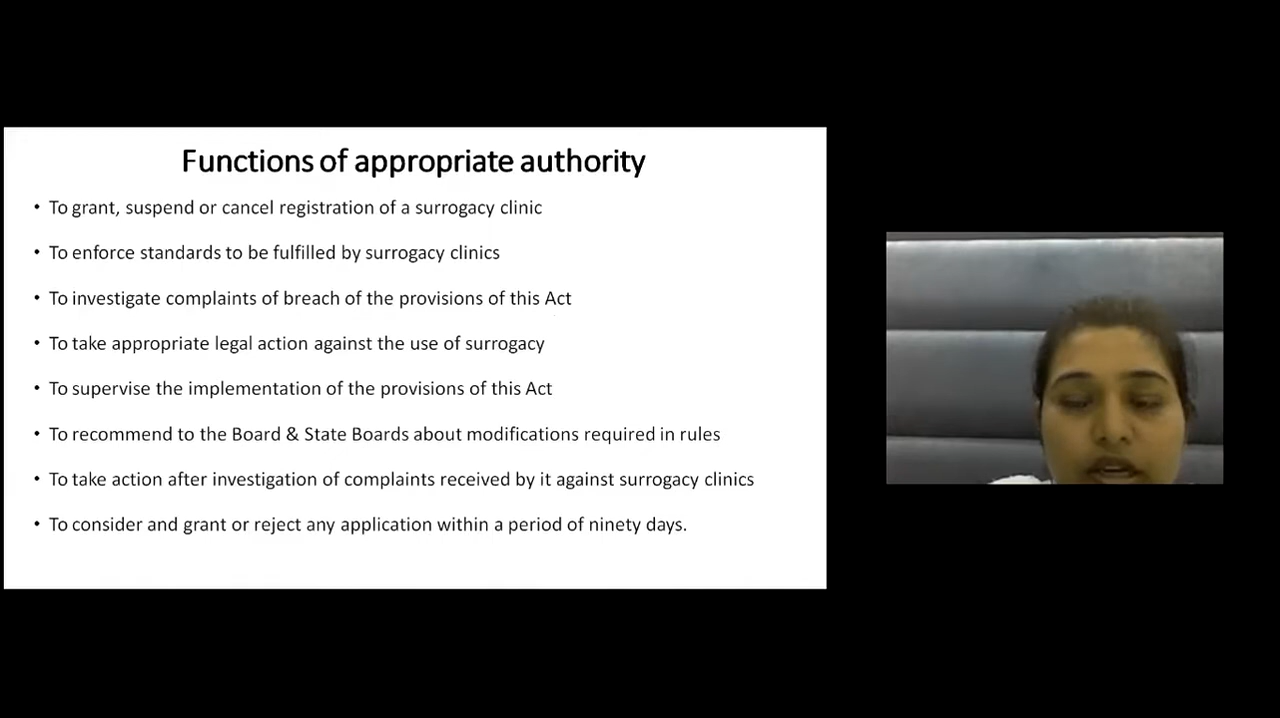 Functions of appropriate authority
• To grant, suspend or cancel registration of a surrogacy clinic
• To enforce standards to be fulfilled by surrogacy clinics
• To investigate complaints of breach of the provisions of this Act
• To take appropriate legal action against the use of surrogacy
• To supervise the implementation of the provisions of this Act
• To recommend to the Board & State Boards about modifications required in rules
• To take action after investigation of complaints received by it against surrogacy clinics
• To consider and grant or reject any application within a period of ninety days.